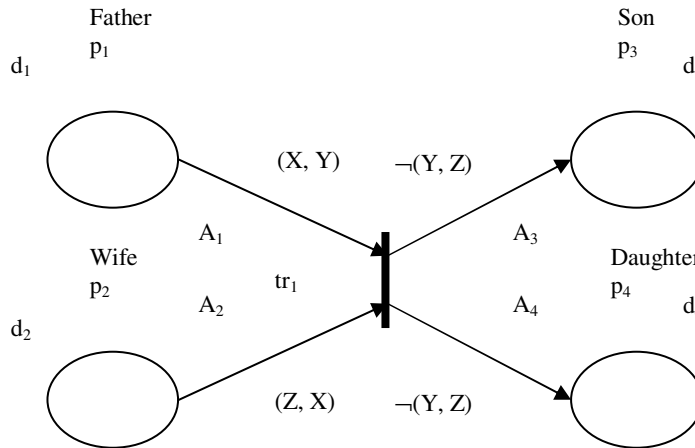 Father
p₁
d₁
Son
p₃
d
(X, Y)
¬(Y, Z)
A₁
A₃
Wife
p₂
tr₁
Daughter
p₄
A₂
A₄
d
d₂
(Z, X)
¬(Y, Z)